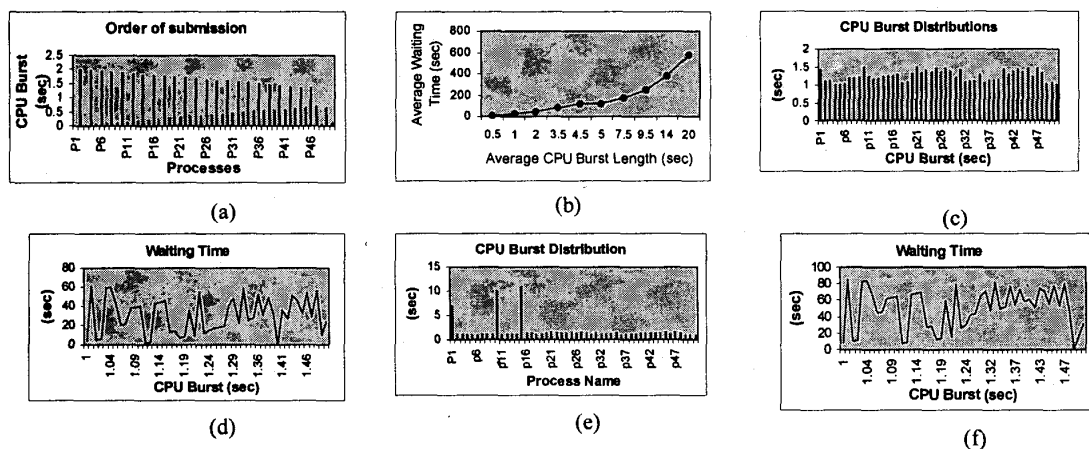 Order of submission
CPU Burst
(sec)
2.5
2
1.5
1
0.5
0
P1
P6
P11
P16
P21
P26
P31
P36
P41
P46
Processes
(a)
Average Waiting
Time (sec)
800
600
400
200
0
0.5
1
2
3.5
4.5
5
7.5
9.5
14
20
Average CPU Burst Length (sec)
(b)
CPU Burst Distributions
(sec)
2
1.5
1
0.5
0
P1
p6
p11
p16
p21
p26
p32
p37
p42
p47
CPU Burst (sec)
(c)
Waiting Time
(sec)
80
60
40
20
0
1
1.04
1.09
1.14
1.19
1.24
1.29
1.36
1.41
1.46
CPU Burst (sec)
(d)
CPU Burst Distribution
(sec)
15
10
5
0
P1
p6
p11
P16
p21
p26
p32
p37
p42
p47
Process Name
(e)
Waiting Time
(sec)
100
80
60
40
20
0
1
1.04
1.09
1.14
1.19
1.24
1.32
1.37
1.43
1.47
CPU Burst (sec)
(f)